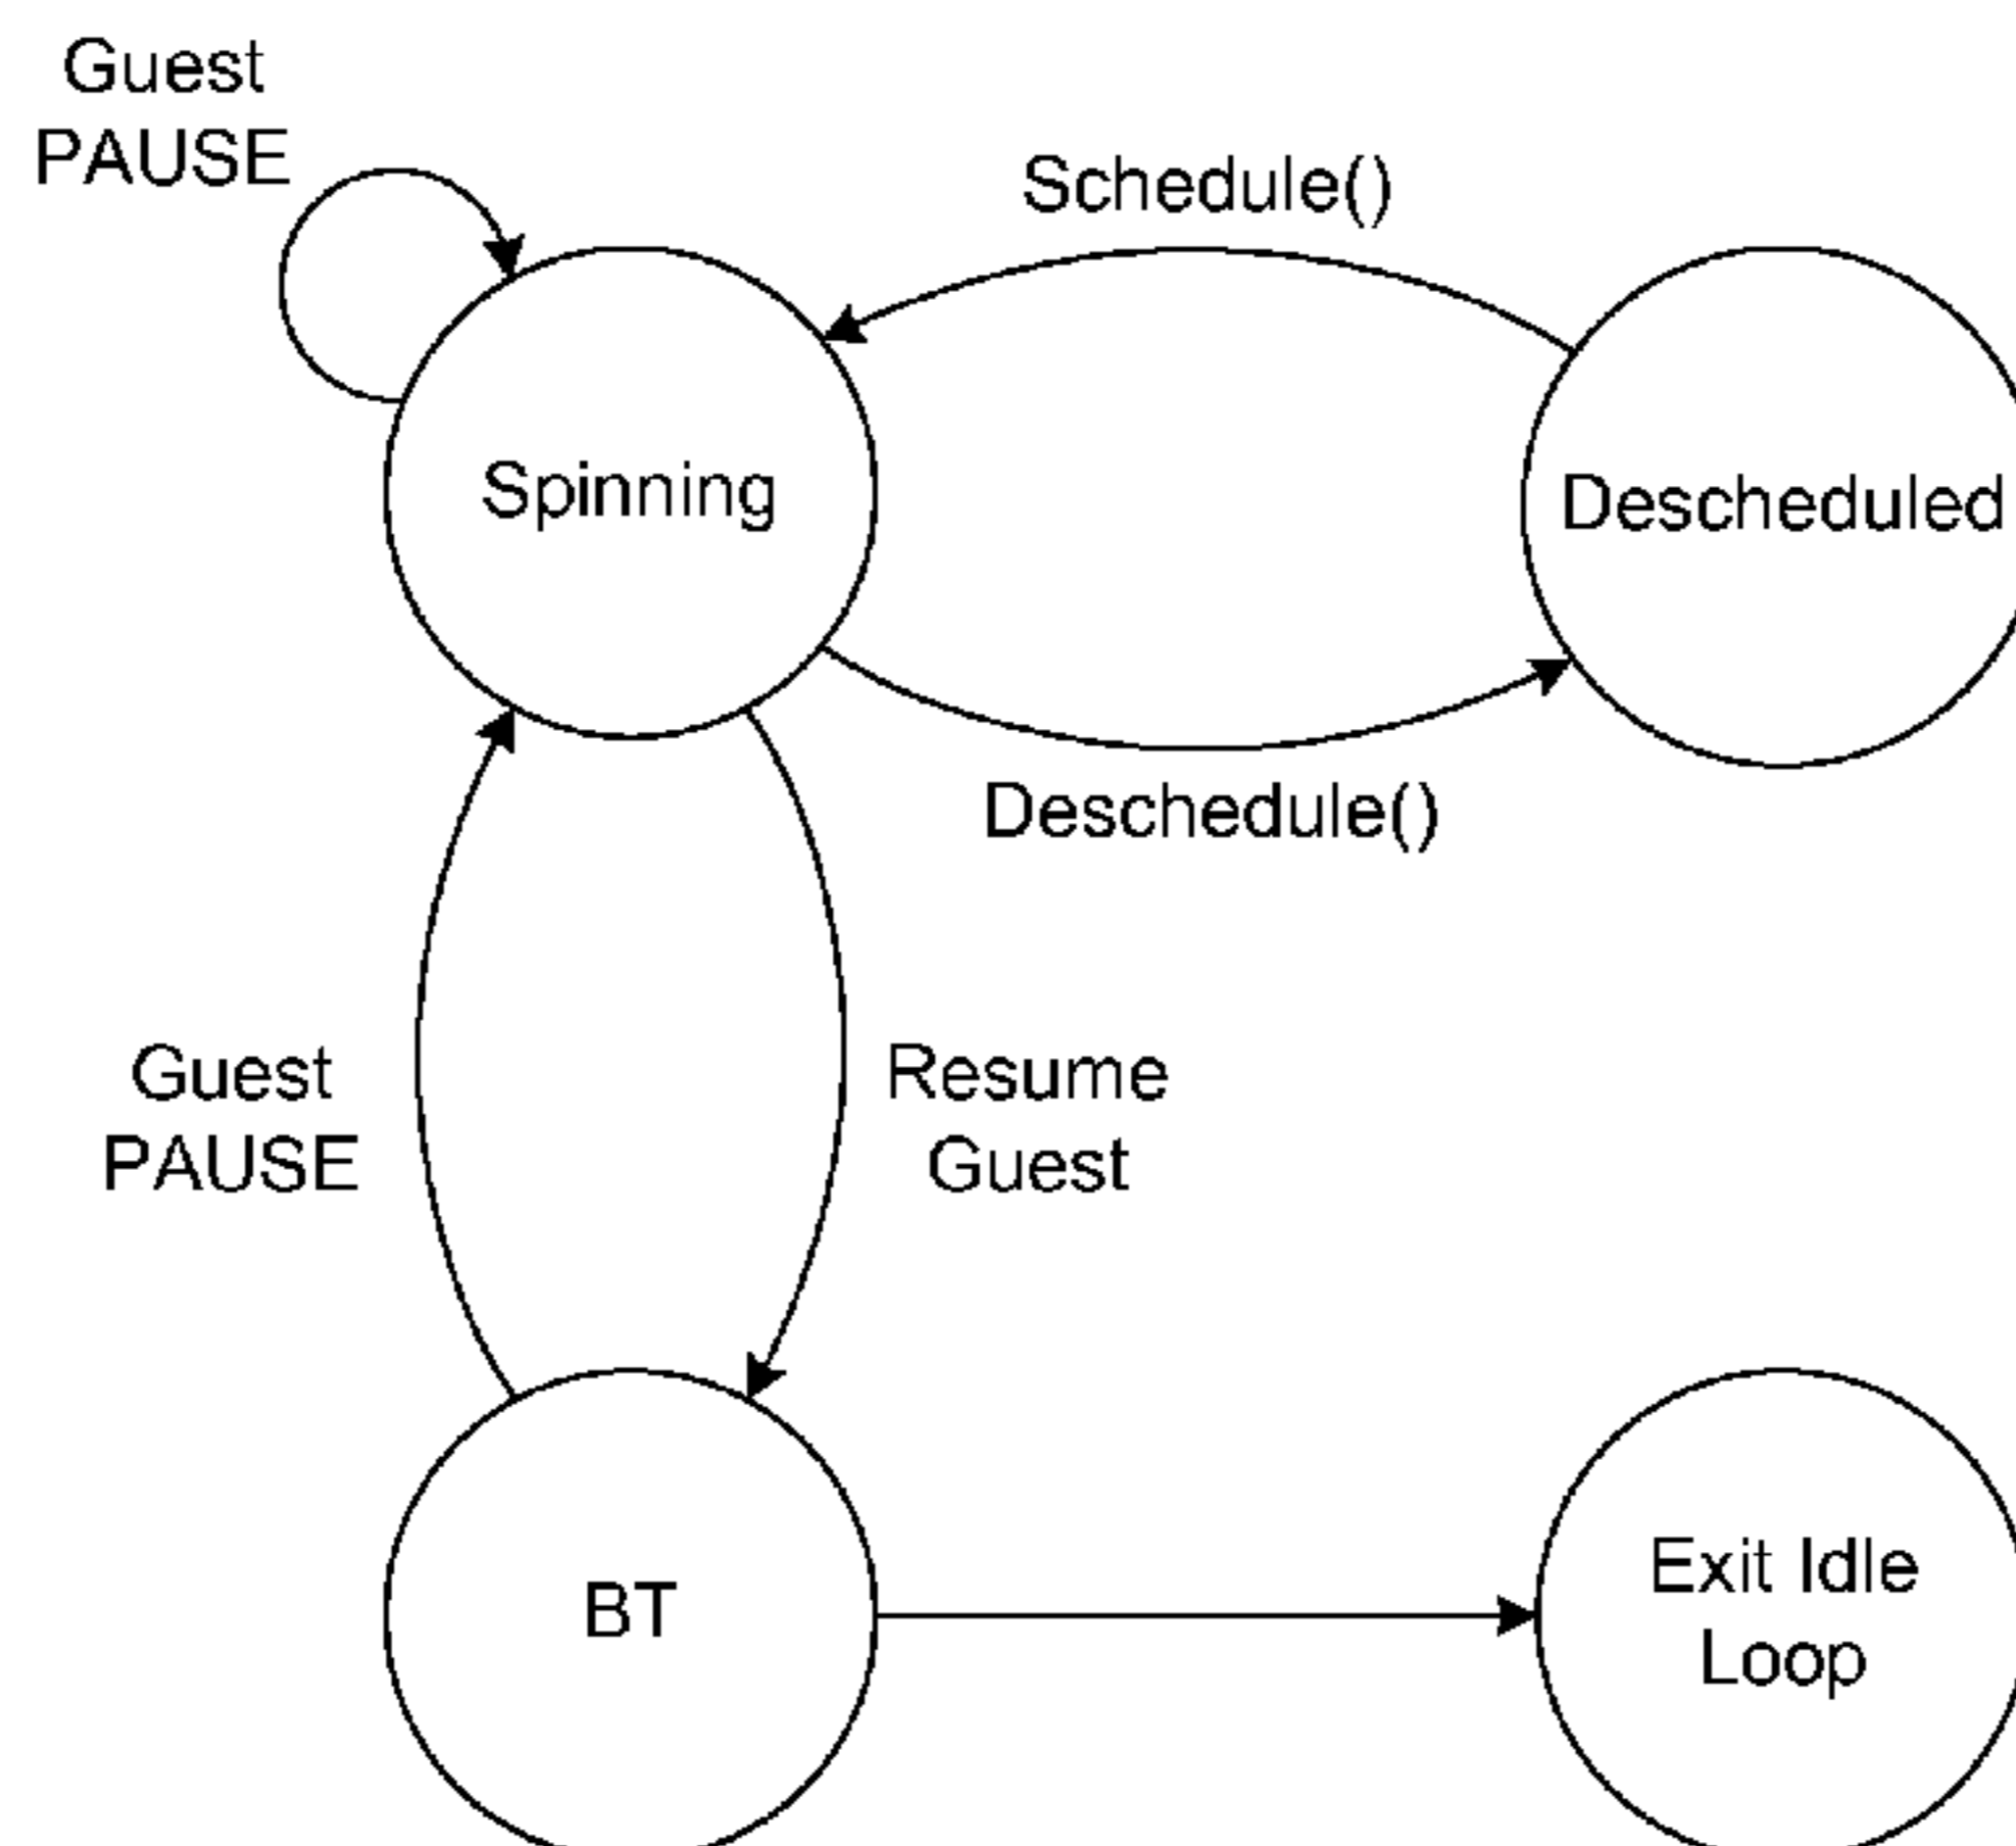 Guest
PAUSE
Schedule()
Spinning
Descheduled
Deschedule()
Guest
PAUSE
Resume
Guest
BT
Exit Idle
Loop